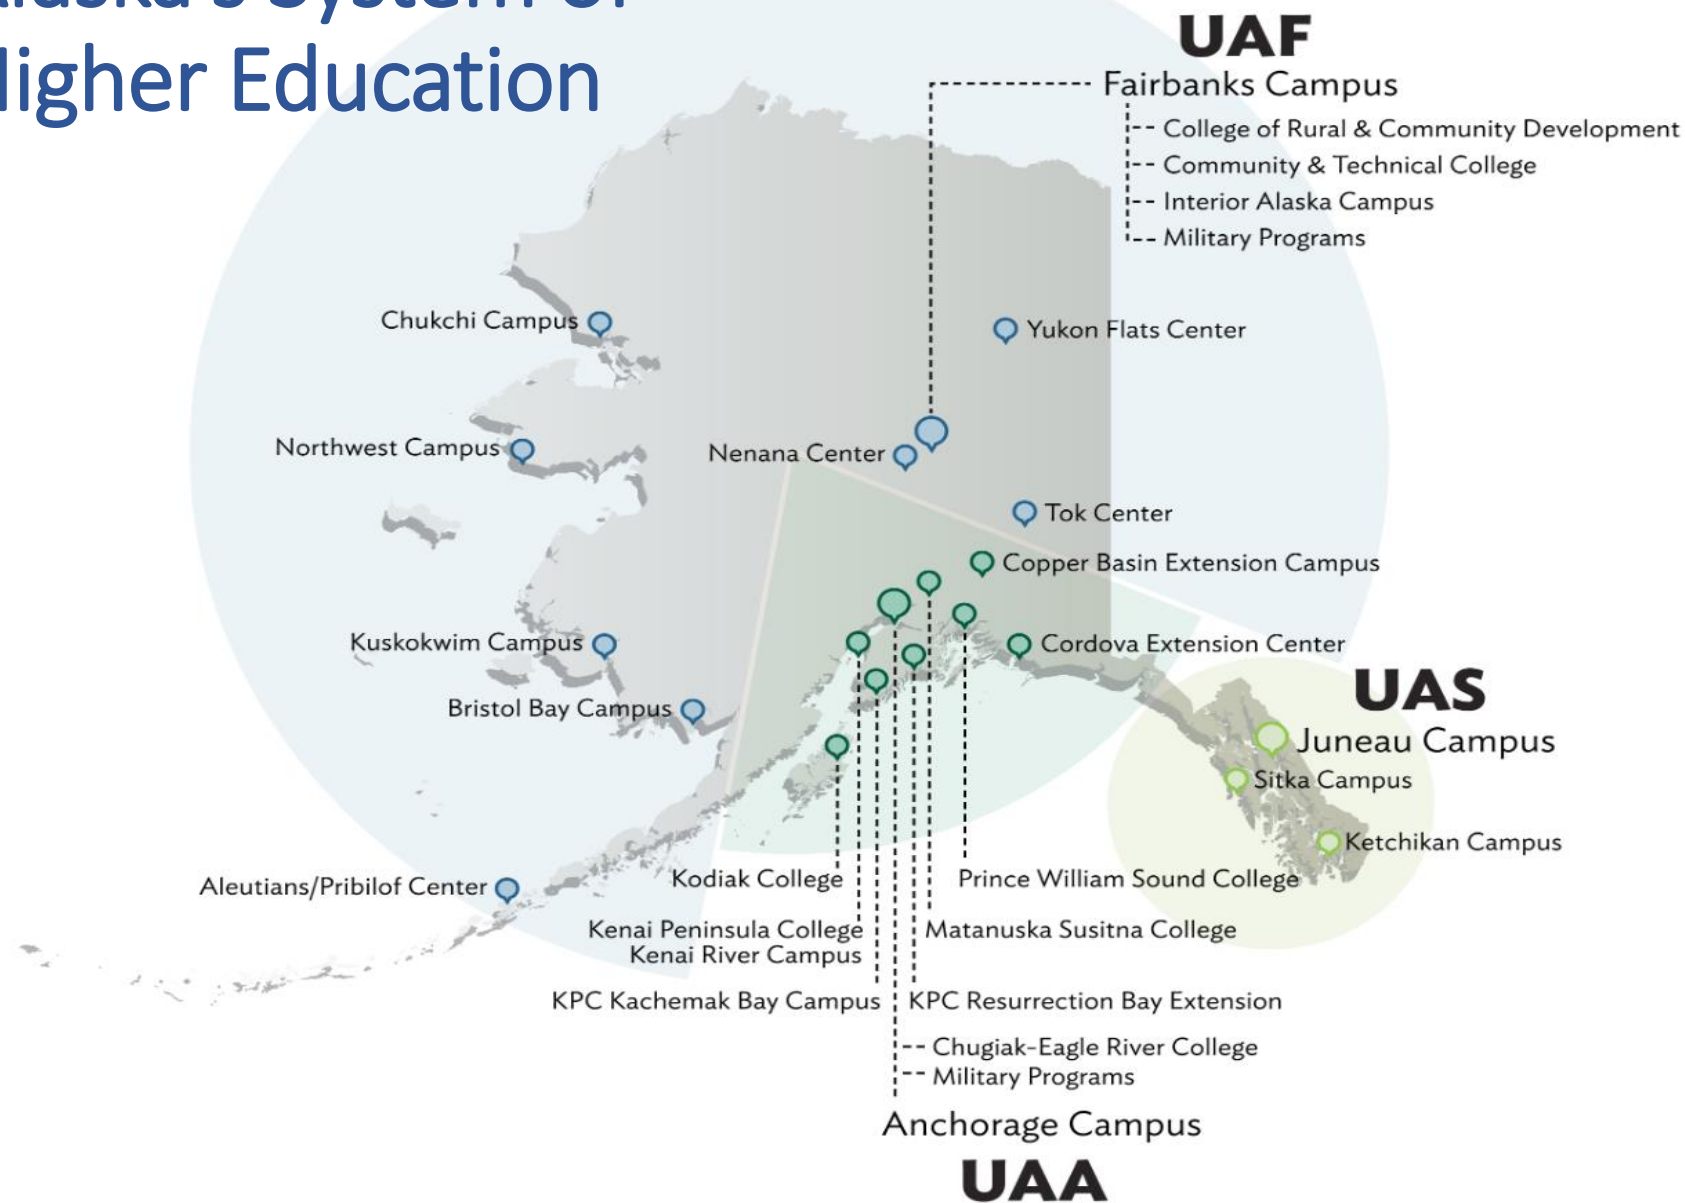 Higher Education
UAF
Fairbanks Campus
College of Rural & Community Development
Community & Technical College
Interior Alaska Campus
Military Programs
Chukchi Campus
Yukon Flats Center
Northwest Campus
Nenana Center
Tok Center
Copper Basin Extension Campus
Kuskokwim Campus
Cordova Extension Center
Bristol Bay Campus
UAS
Juneau Campus
Sitka Campus
Ketchikan Campus
Aleutians/Pribilof Center
Kodiak College
Prince William Sound College
Kenai Peninsula College
Kenai River Campus
Matanuska Susitna College
KPC Kachemak Bay Campus
KPC Resurrection Bay Extension
Chugiak-Eagle River College
Military Programs
Anchorage Campus
UAA